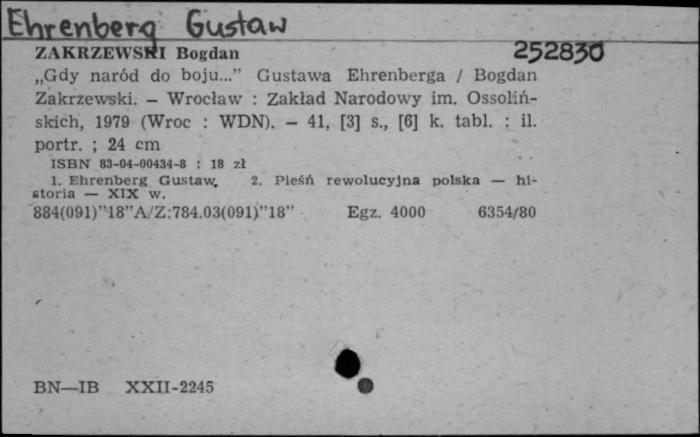 Ehrenberg Gustaw
ZAKRZEWSKI Bogdan 252830
„Gdy naród do boju...” Gustawa Ehrenberga / Bogdan
Zakrzewski. — Wrocław : Zakład Narodowy im. Ossoliń-
skich, 1979 (Wroc : WDN). — 41, [3] s., [6] k. tabl. : il.
portr. ; 24 cm
ISBN 83-04-00434-8 : 18 zł
1. Ehrenberg Gustaw. 2. Pieśń rewolucyjna polska — hi-
storia — XIX w.
884(091)”18”A/Z:784.03(091)”18” Egz. 4000 6354/80
BN—IB XXII-2245